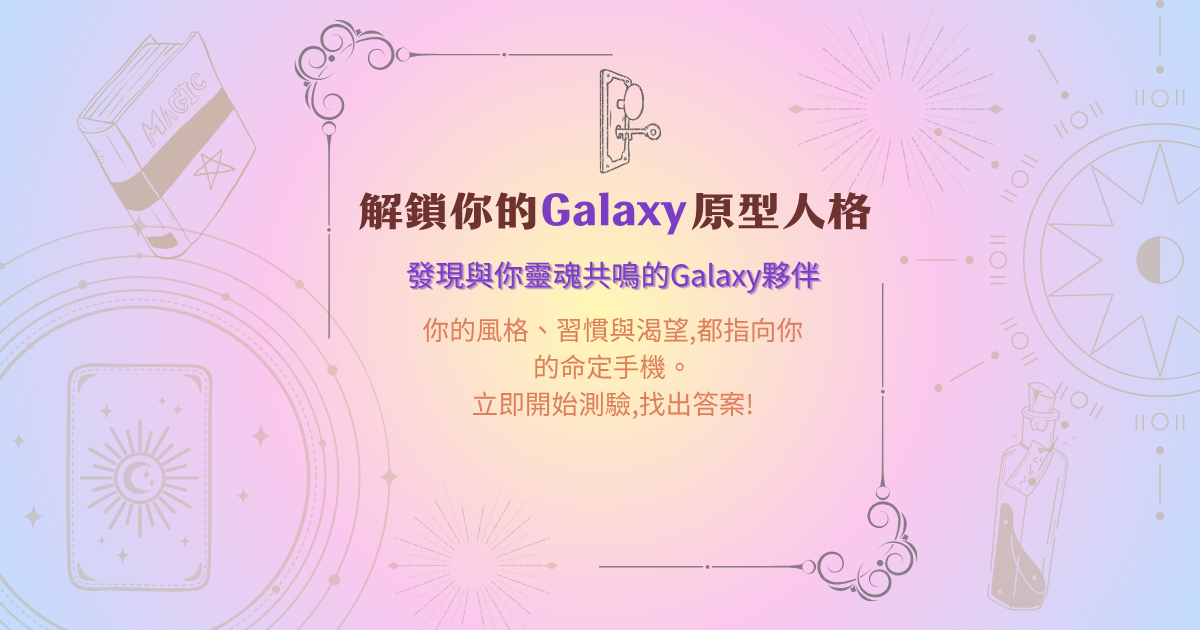 MAGIC
解鎖你的Galaxy原型人格
發現與你靈魂共鳴的Galaxy夥伴
你的風格、習慣與渴望,都指向你
的命定手機。
立即開始測驗,找出答案!